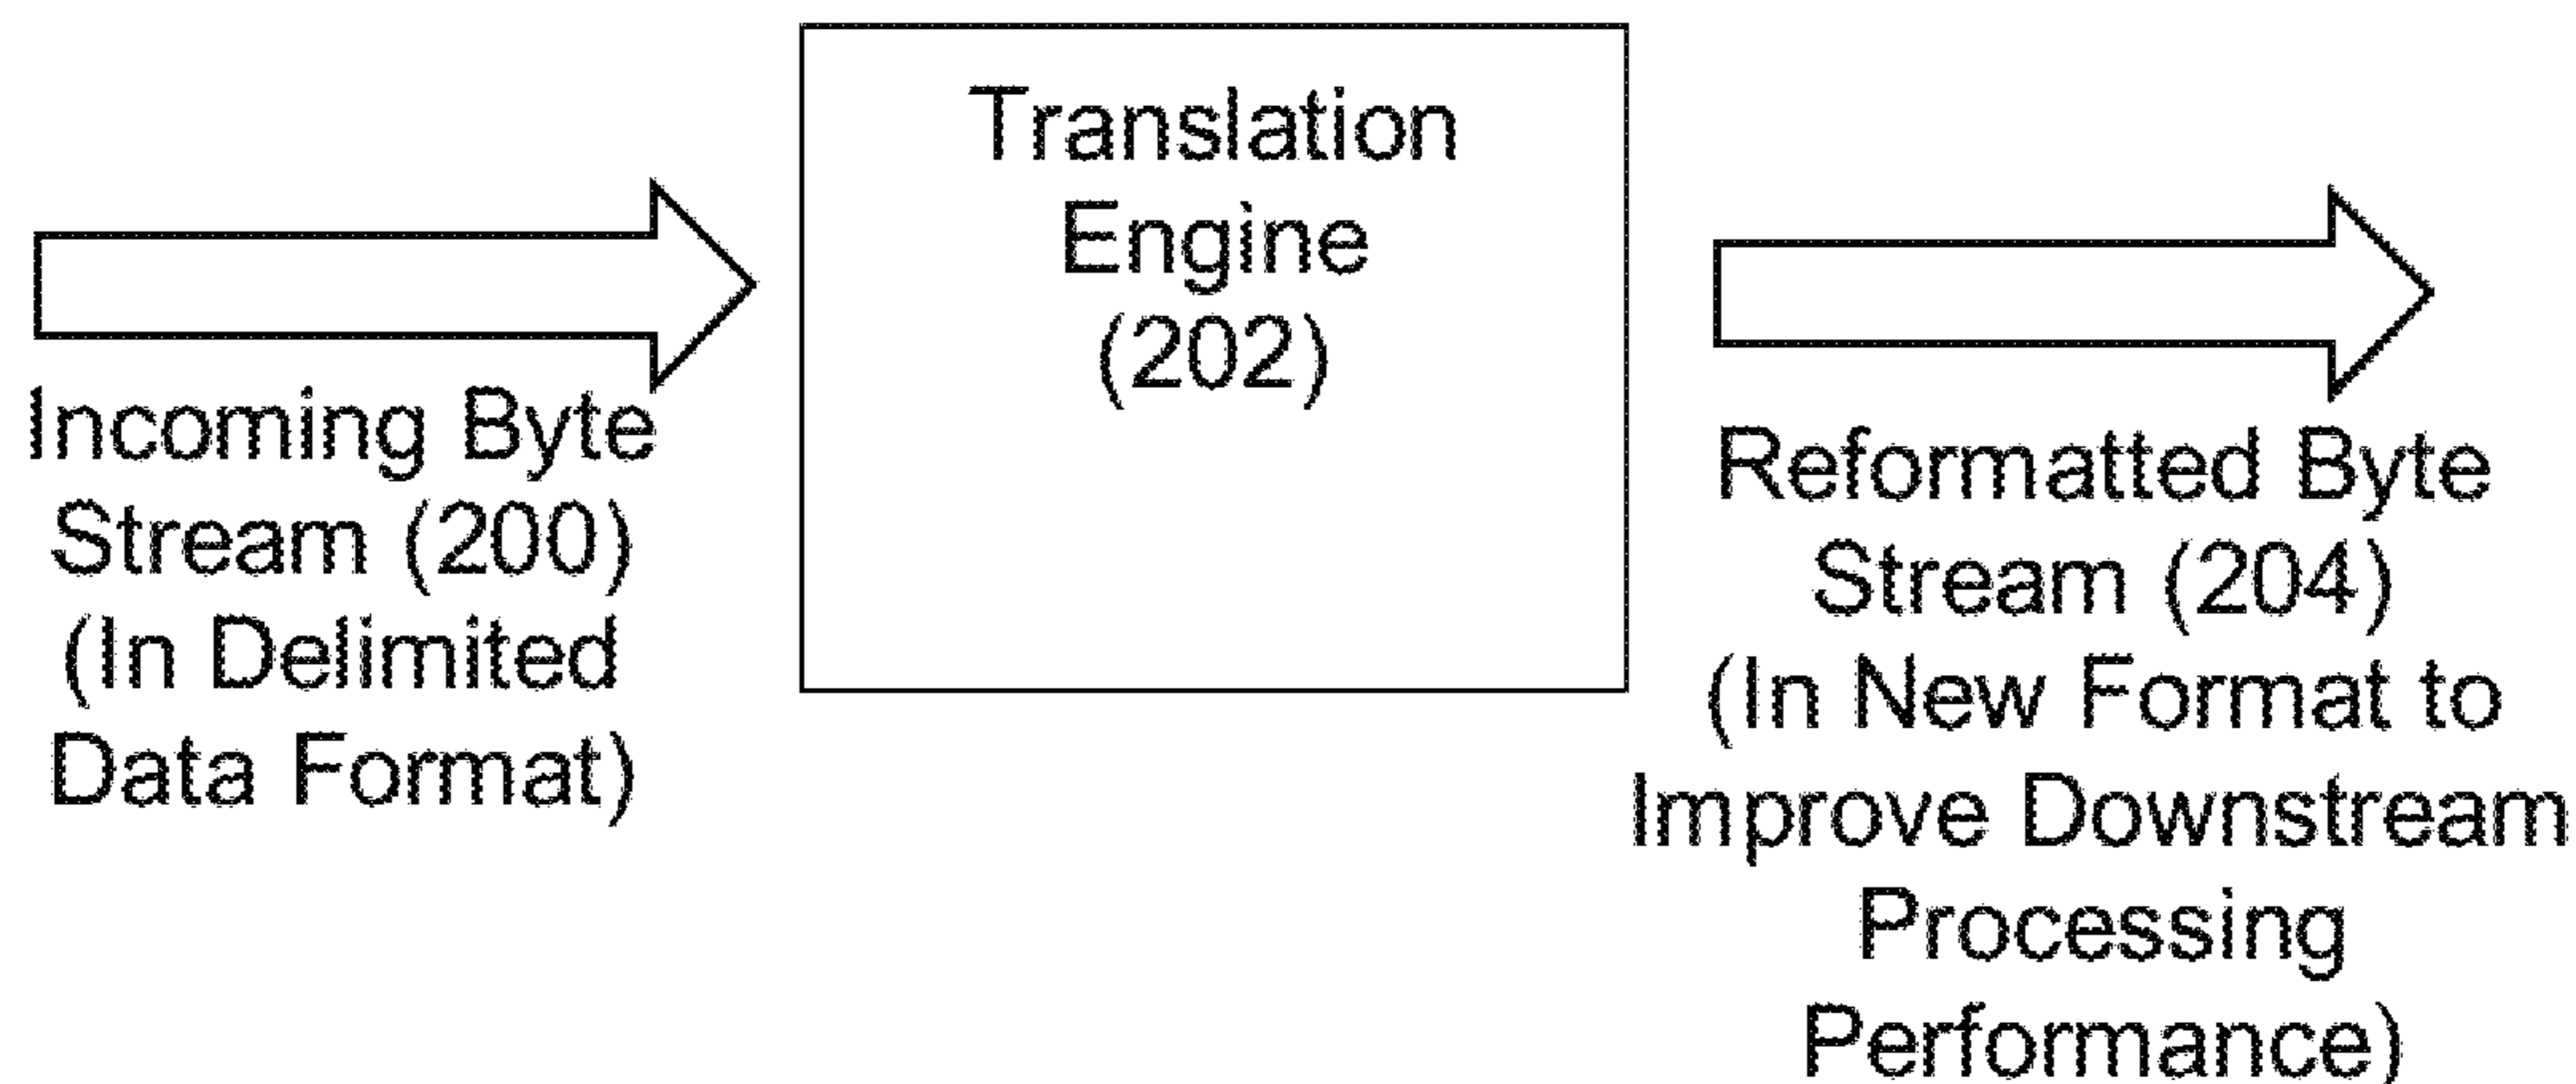 Translation
Engine
(202)
Incoming Byte
Stream (200)
(In Delimited
Data Format)
Reformatted Byte
Stream (204)
(In New Format to
Improve Downstream
Processing
Performance)